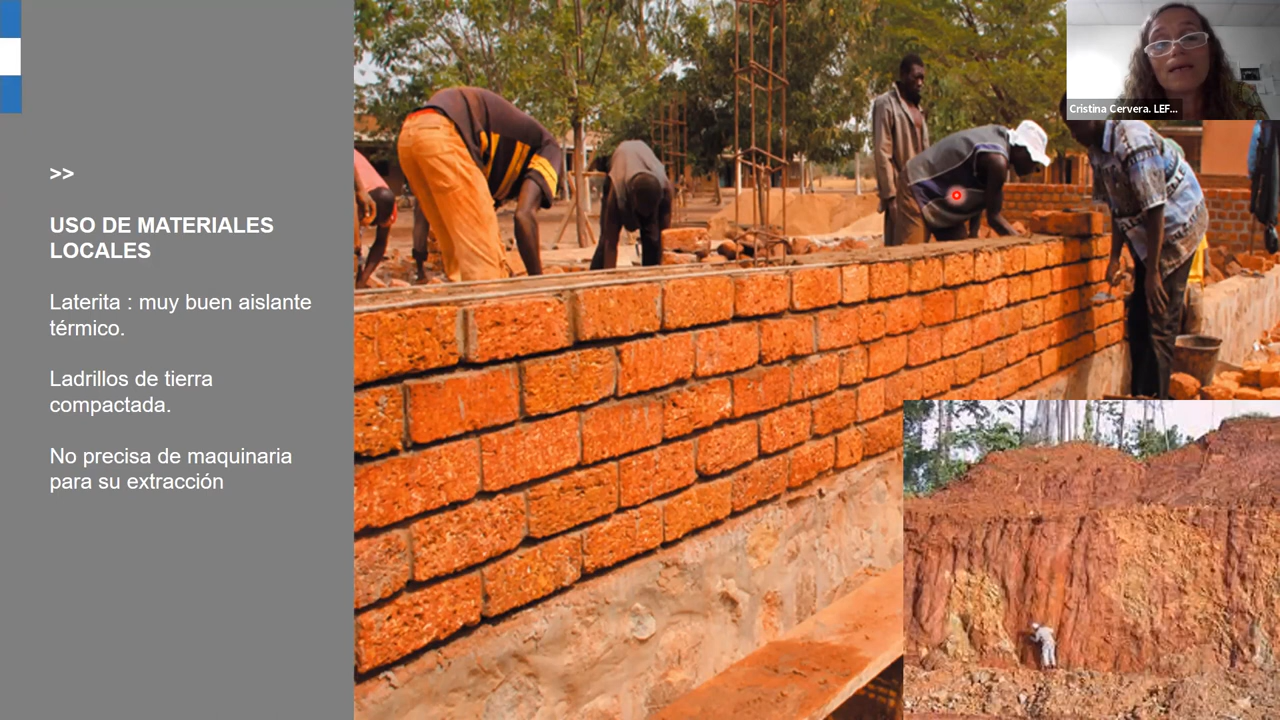 >>
USO DE MATERIALES
LOCALES
Laterita : muy buen aislante
térmico.
Ladrillos de tierra
compactada.
No precisa de maquinaria
para su extracción
Cristina Cervera. LEF...